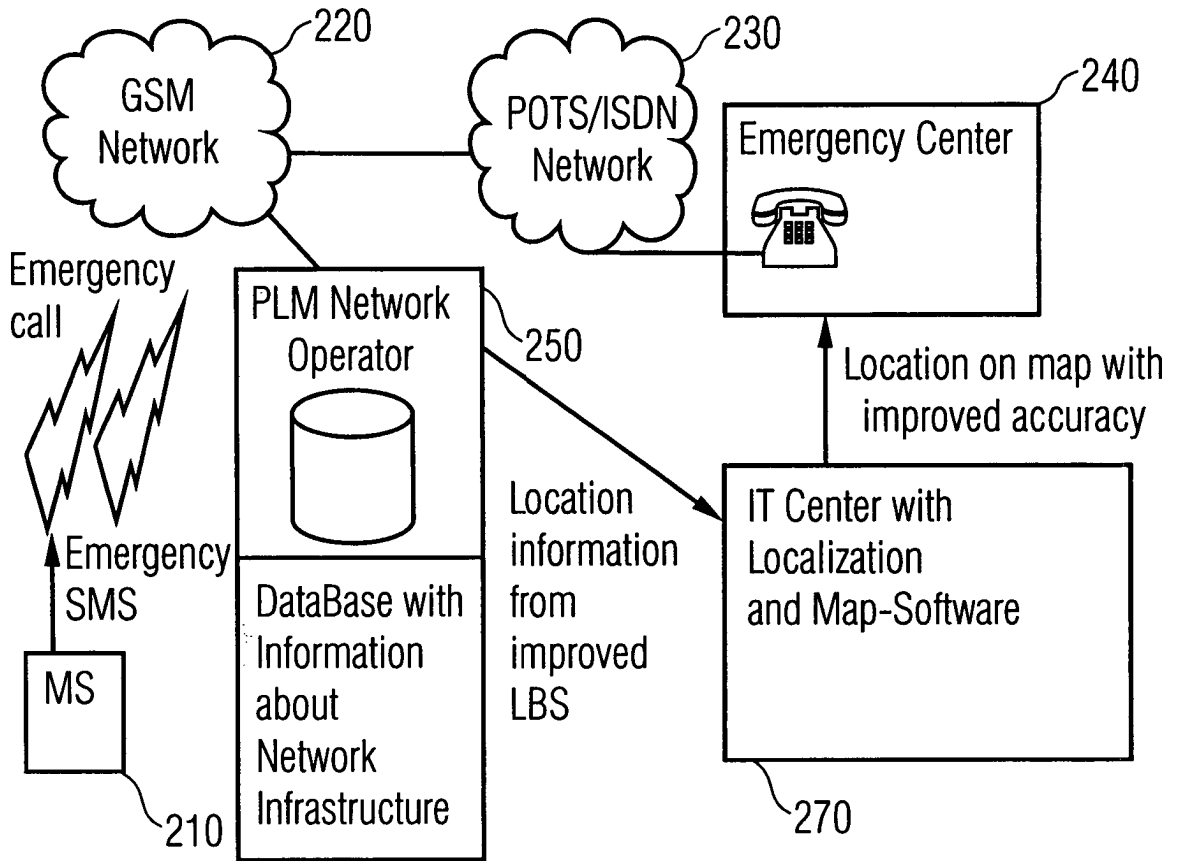 220
GSM
Network
230
POTS/ISDN
Network
240
Emergency Center
Emergency
call
PLM Network
Operator
250
Location on map with
improved accuracy
Emergency
SMS
Location
information
from
improved
LBS
IT Center with
Localization
and Map-Software
DataBase with
Information
about
Network
Infrastructure
MS
210
270